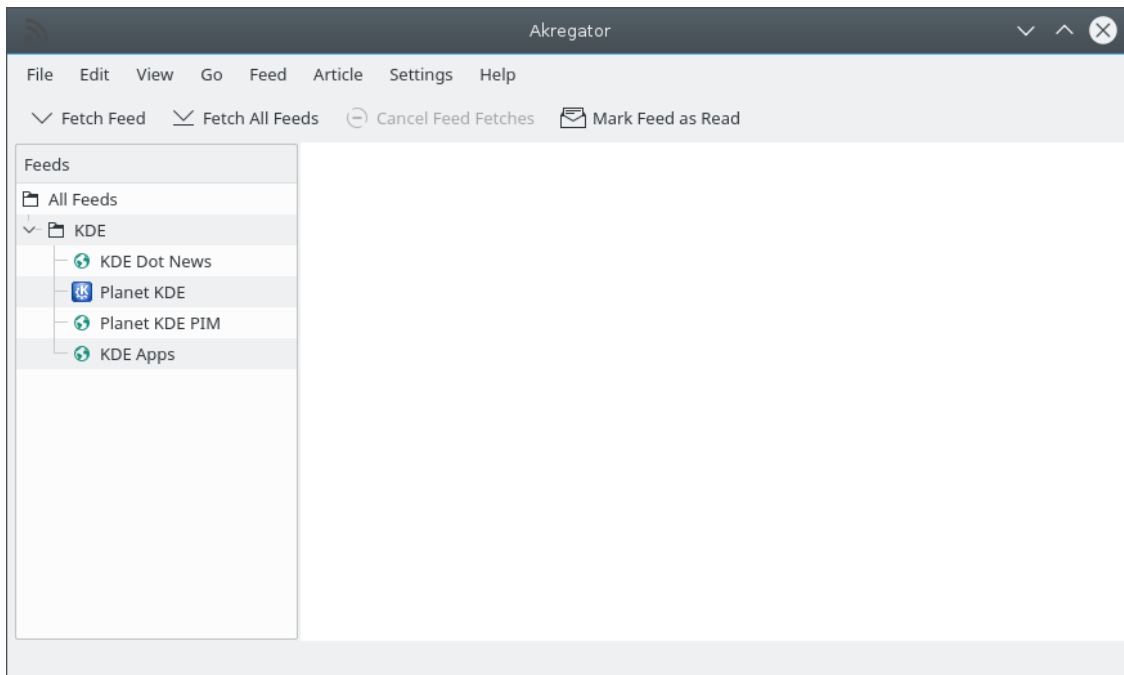 Akregator
File Edit View Go Feed Article Settings Help
Fetch Feed Fetch All Feeds Cancel Feed Fetches Mark Feed as Read
Feeds
All Feeds
KDE
KDE Dot News
Planet KDE
Planet KDE PIM
KDE Apps